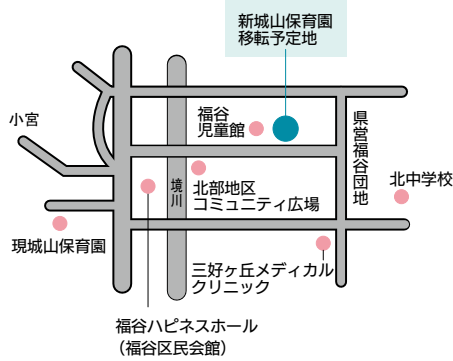 新城山保育園
移転予定地
小宮
福谷
児童館
県営福谷団地
境川
北部地区
コミュニティ広場
北中学校
現城山保育園
三好ヶ丘メディカル
クリニック
福谷ハピネスホール
（福谷区民会館）